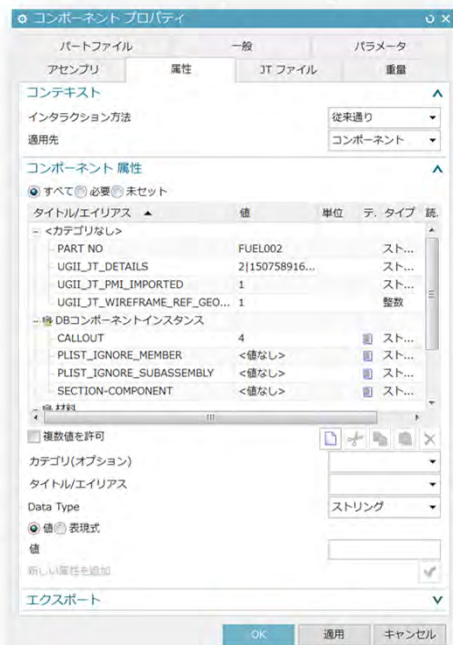 コンポーネント プロパティ
パートファイル 一般 パラメータ
アセンブリ 属性 JT ファイル 重量
コンテキスト
インタラクション方法 従来通り
適用先 コンポーネント
コンポーネント 属性
すべて 必要 未セット
タイトル/エイリアス 値 単位 テ. タイプ 読.
<カテゴリなし>
PART NO FUEL002 スト...
UGII_JT_DETAILS 2|150758916... スト...
UGII_JT_PMI_IMPORTED 1 スト...
UGII_JT_WIREFRAME_REF_GEO... 1 整数
DBコンポーネントインスタンス
CALLOUT 4 スト...
PLIST_IGNORE_MEMBER <値なし> スト...
PLIST_IGNORE_SUBASSEMBLY <値なし> スト...
SECTION-COMPONENT <値なし> スト...
材料
複数値を許可
カテゴリ(オプション)
タイトル/エイリアス
Data Type ストリング
値 表現式
値
新しい属性を追加
エクスポート
OK 適用 キャンセル